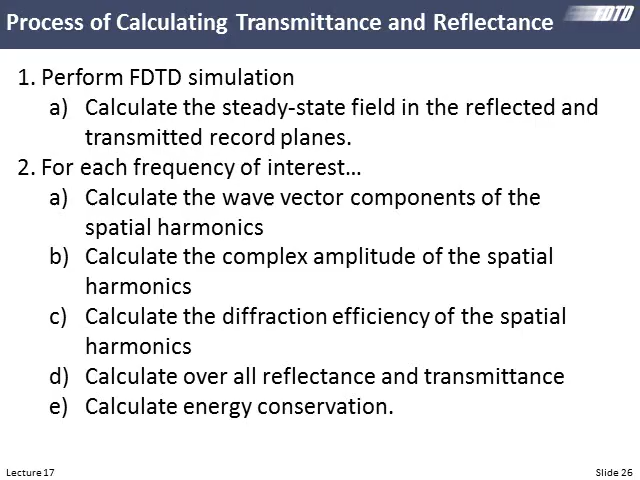 Process of Calculating Transmittance and Reflectance
FDTD
1. Perform FDTD simulation
a) Calculate the steady-state field in the reflected and
transmitted record planes.
2. For each frequency of interest…
a) Calculate the wave vector components of the
spatial harmonics
b) Calculate the complex amplitude of the spatial
harmonics
c) Calculate the diffraction efficiency of the spatial
harmonics
d) Calculate over all reflectance and transmittance
e) Calculate energy conservation.
Lecture 17
Slide 26